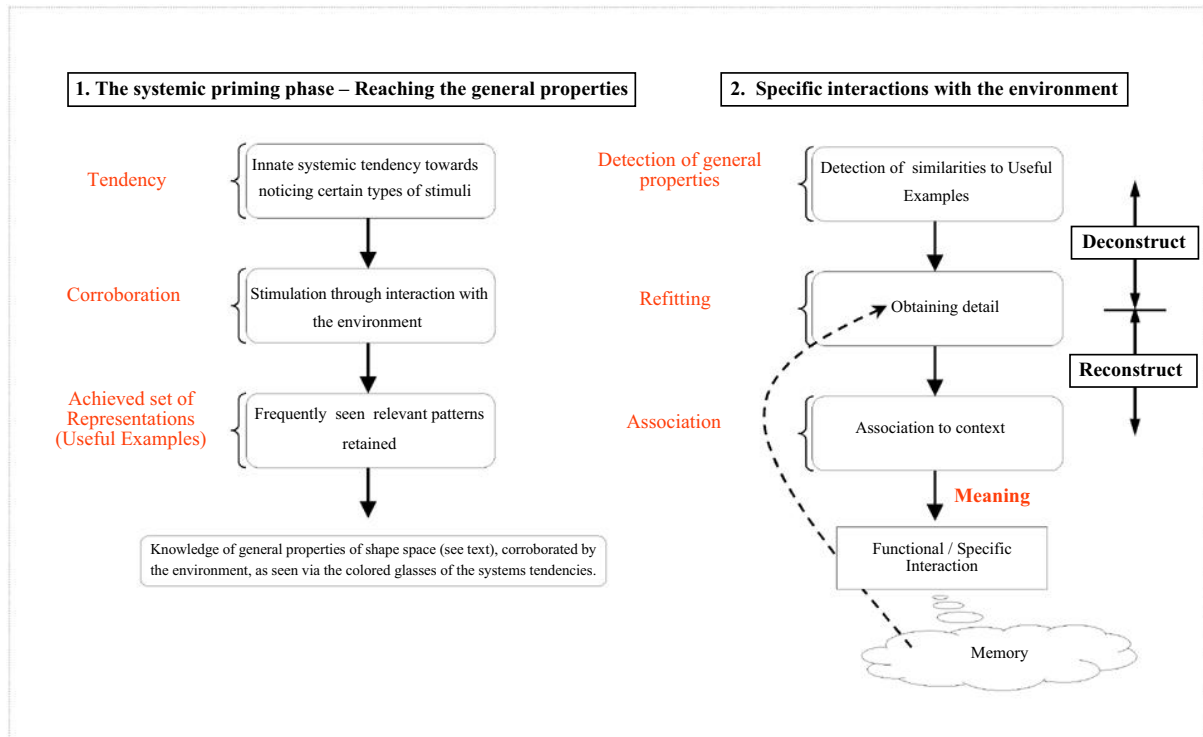 1. The systemic priming phase – Reaching the general properties
Tendency
Innate systemic tendency towards
noticing certain types of stimuli
Corroboration
Stimulation through interaction with
the environment
Achieved set of
Representations
(Useful Examples)
Frequently seen relevant patterns
retained
Knowledge of general properties of shape space (see text), corroborated by
the environment, as seen via the colored glasses of the systems tendencies.
2. Specific interactions with the environment
Detection of general
properties
Detection of similarities to Useful
Examples
Deconstruct
Refitting
Obtaining detail
Reconstruct
Association
Association to context
Meaning
Functional / Specific
Interaction
Memory